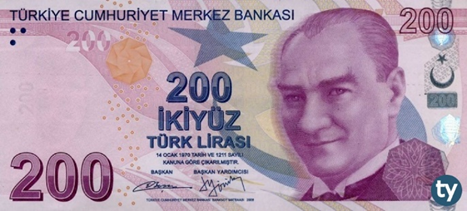 TÜRKİYE CUMHURİYET MERKEZ BANKASI
200
200
200
İKİYÜZ
TÜRK LİRASI
14 OCAK 1970 TARİH VE 1211 SAYILI
KANUNA GÖRE ÇIKARILMIŞTIR.
BAŞKAN BAŞKAN YARDIMCISI
200
200
ty